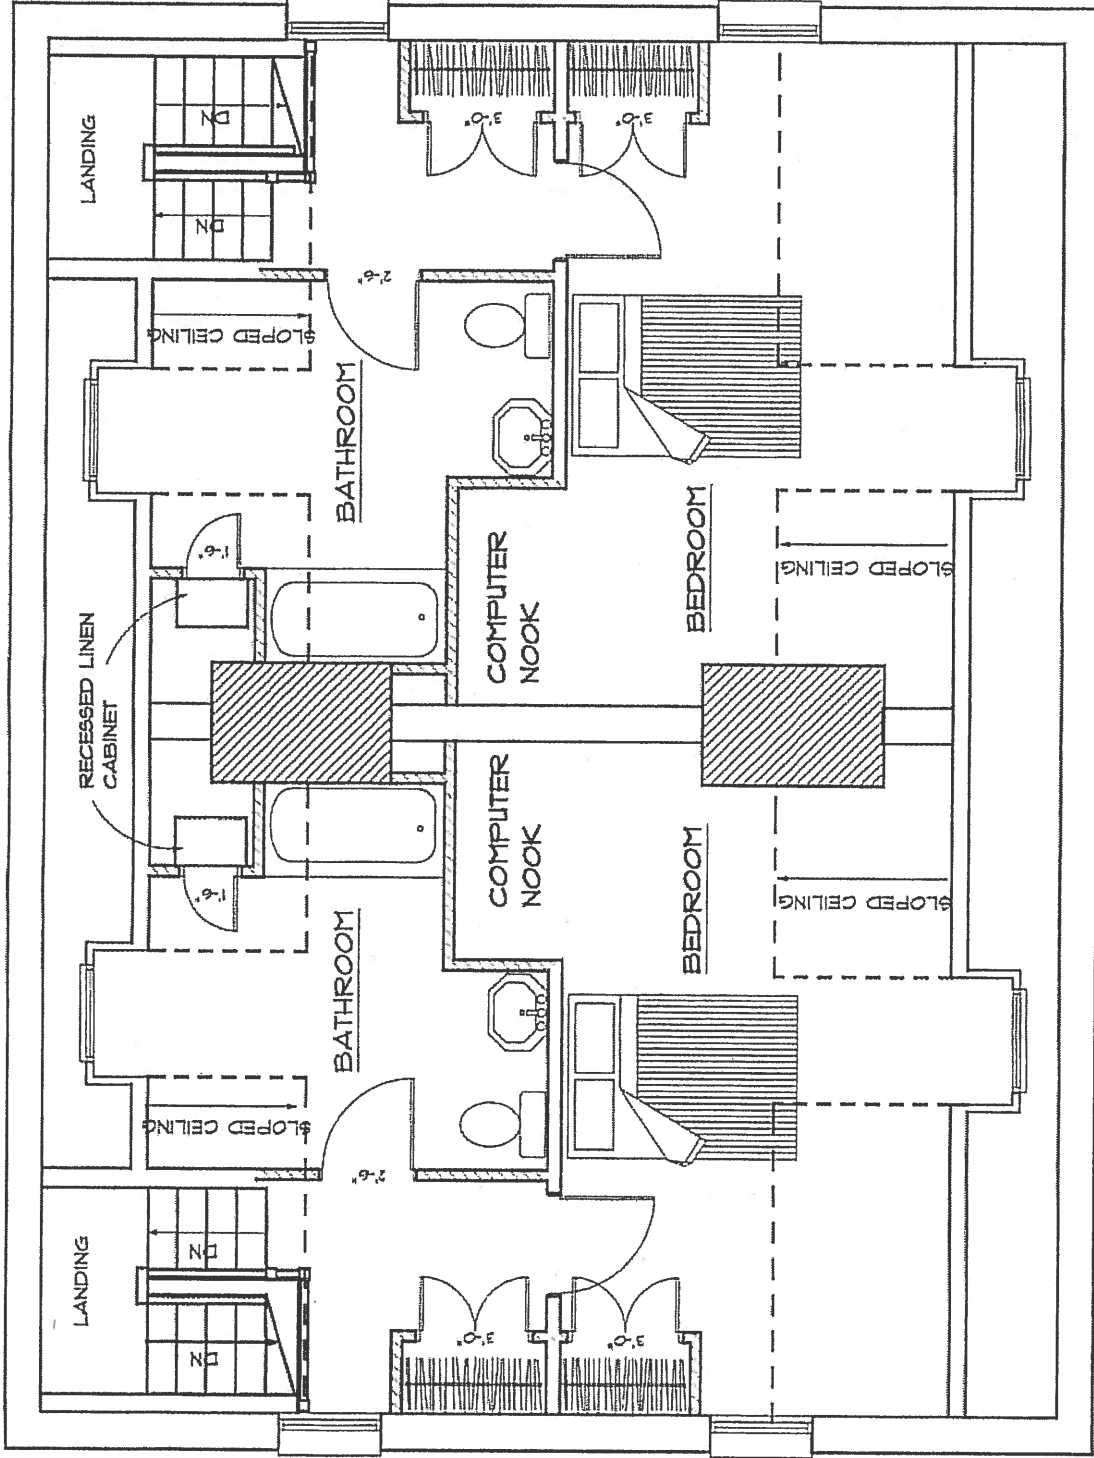 LANDING
DN
DN
3'-0"
3'-0"
2'-6"
SLOPED CEILING
BATHROOM
1'-6"
COMPUTER
NOOK
BEDROOM
SLOPED CEILING
RECESSED LINEN
CABINET
1'-6"
COMPUTER
NOOK
BEDROOM
SLOPED CEILING
BATHROOM
SLOPED CEILING
2'-6"
LANDING
DN
DN
3'-0"
3'-0"